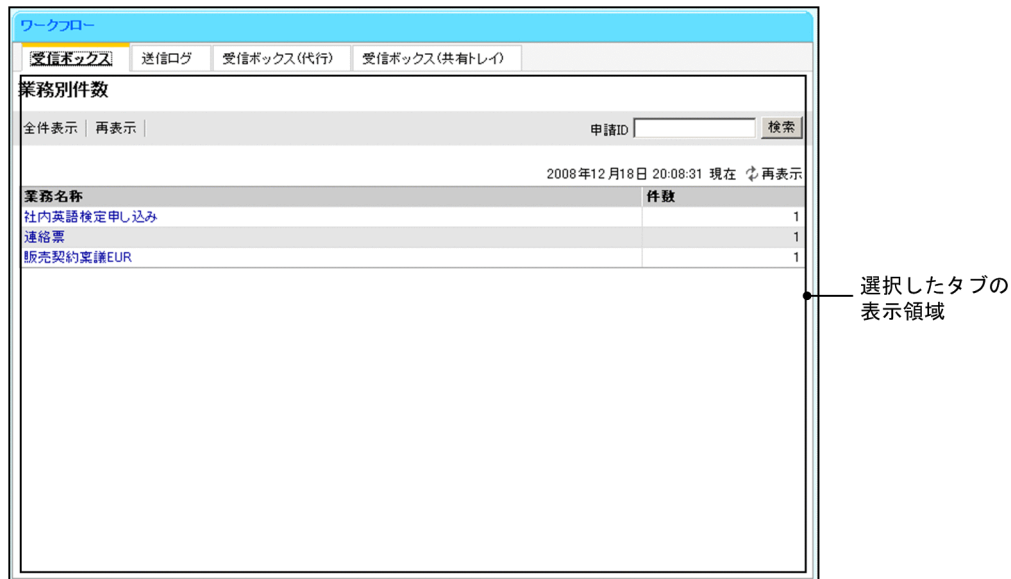 ワークフロー
受信ボックス 送信ログ 受信ボックス(代行) 受信ボックス(共有トレイ)
業務別件数
全件表示 再表示 申請ID 検索
2008年12月18日 20:08:31 現在 再表示
業務名称 件数
社内英語検定申し込み 1
連絡票 1
販売契約稟議EUR 1
選択したタブの
表示領域